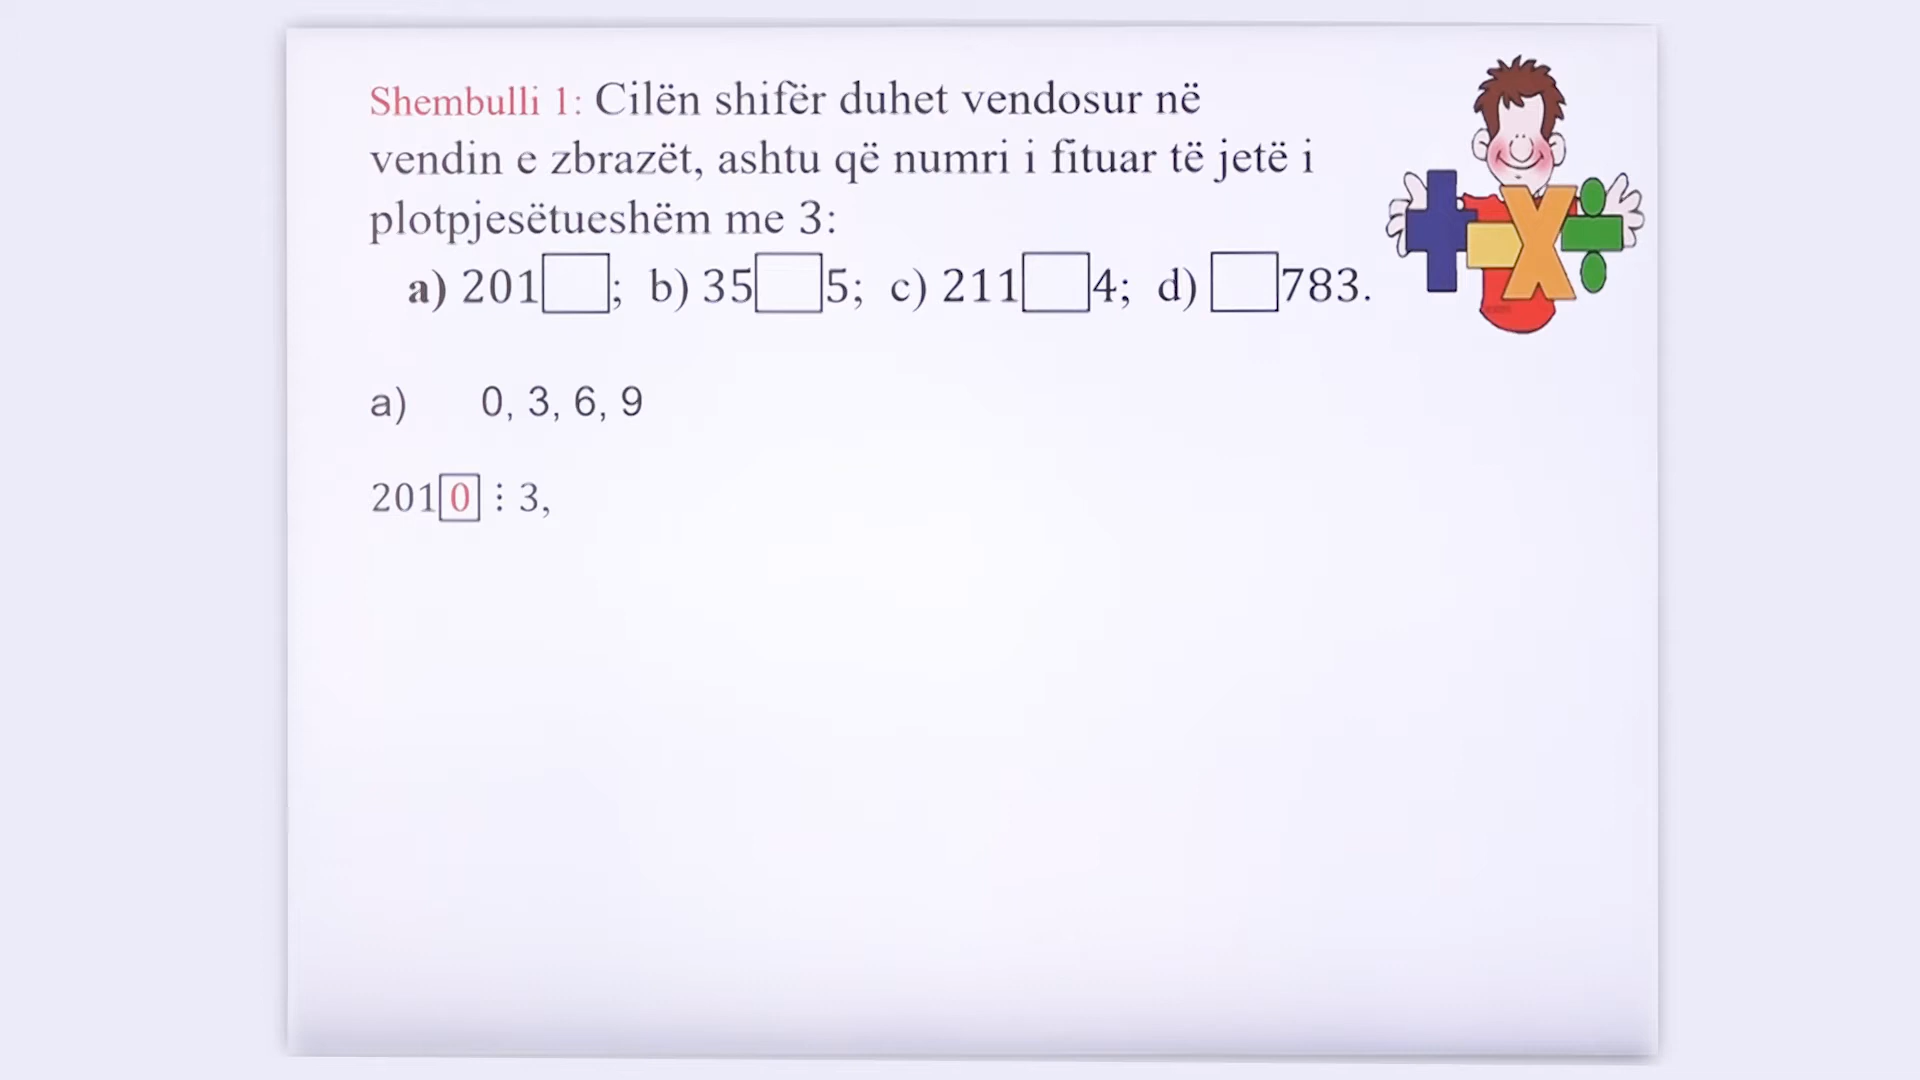 Shembulli 1: Cilën shifër duhet vendosur në
vendin e zbrazët, ashtu që numri i fituar të jetë i
plotpjesëtueshëm me 3:
a) 201□; b) 35□5; c) 211□4; d) □783.
a) 0, 3, 6, 9
201 0 ⋮ 3,